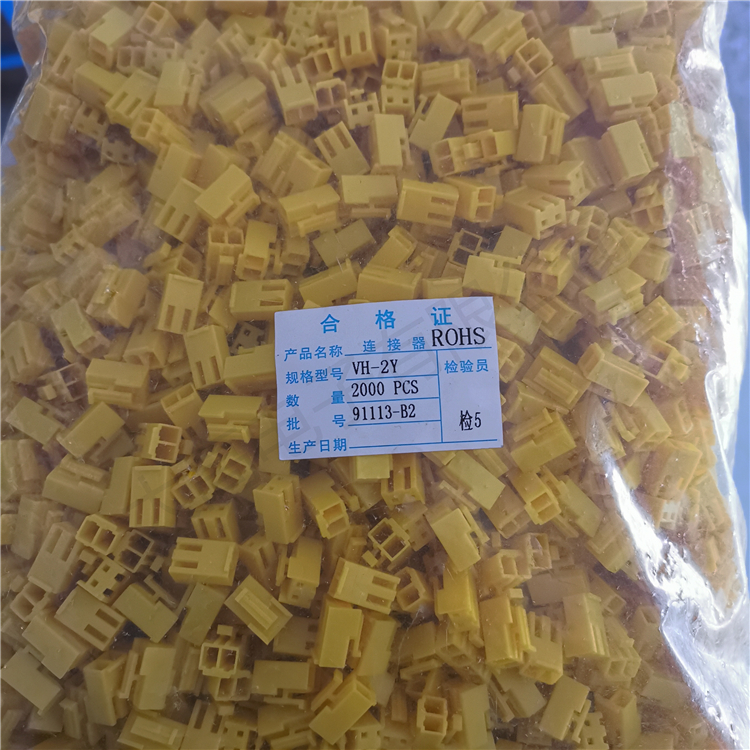 合格证
产品名称 连接器 ROHS
规格型号 VH-2Y 检验员
数量 2000 PCS
批号 91113-B2 检5
生产日期